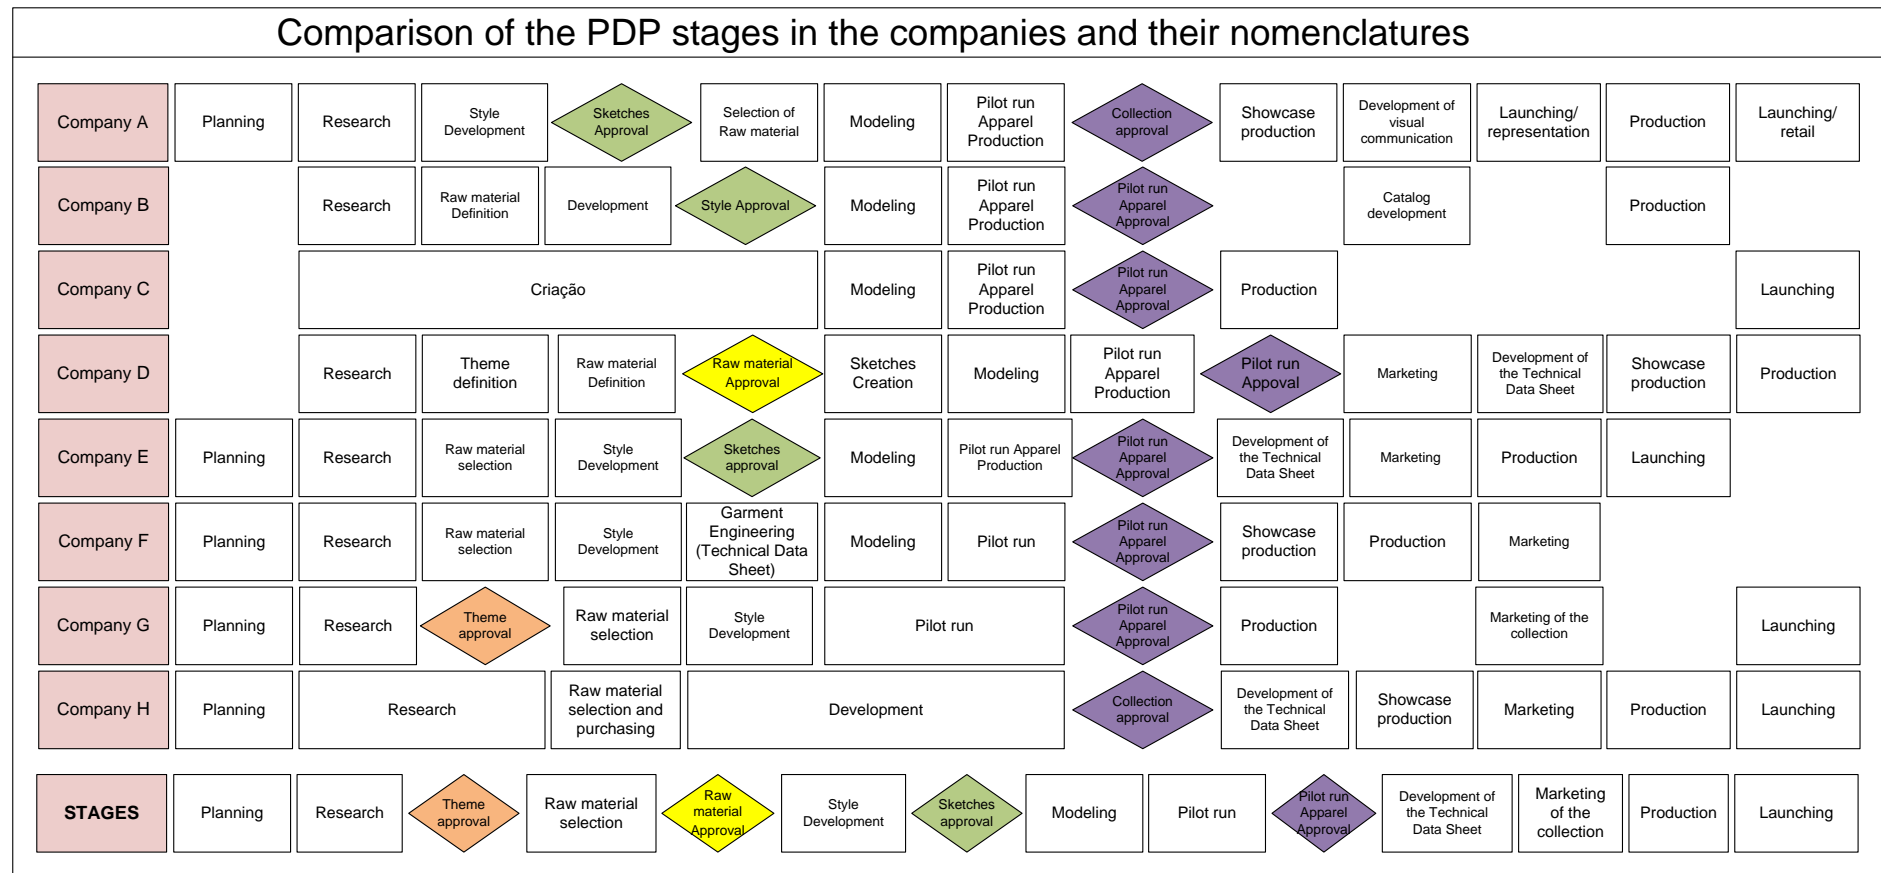 Comparison of the PDP stages in the companies and their nomenclatures
Company A
Planning
Research
Style
Development
Sketches
Approval
Selection of
Raw material
Modeling
Pilot run
Apparel
Production
Collection
approval
Showcase
production
Development of
visual
communication
Launching/
representation
Production
Launching/
retail
Company B
Research
Raw material
Definition
Development
Style Approval
Modeling
Pilot run
Apparel
Production
Pilot run
Apparel
Approval
Catalog
development
Production
Company C
Criação
Modeling
Pilot run
Apparel
Production
Pilot run
Apparel
Approval
Production
Launching
Company D
Research
Theme
definition
Raw material
Definition
Raw material
Approval
Sketches
Creation
Modeling
Pilot run
Apparel
Production
Pilot run
Appoval
Marketing
Development of
the Technical
Data Sheet
Showcase
production
Production
Company E
Planning
Research
Raw material
selection
Style
Development
Sketches
approval
Modeling
Pilot run Apparel
Production
Pilot run
Apparel
Approval
Development of
the Technical
Data Sheet
Marketing
Production
Launching
Company F
Planning
Research
Raw material
selection
Style
Development
Garment
Engineering
(Technical Data
Sheet)
Modeling
Pilot run
Pilot run
Apparel
Approval
Showcase
production
Production
Marketing
Company G
Planning
Research
Theme
approval
Raw material
selection
Style
Development
Pilot run
Pilot run
Apparel
Approval
Production
Marketing of the
collection
Launching
Company H
Planning
Research
Raw material
selection and
purchasing
Development
Collection
approval
Development of
the Technical
Data Sheet
Showcase
production
Marketing
Production
Launching
STAGES
Planning
Research
Theme
approval
Raw material
selection
Raw
material
Approval
Style
Development
Sketches
approval
Modeling
Pilot run
Pilot run
Apparel
Approval
Development of
the Technical
Data Sheet
Marketing
of the
collection
Production
Launching